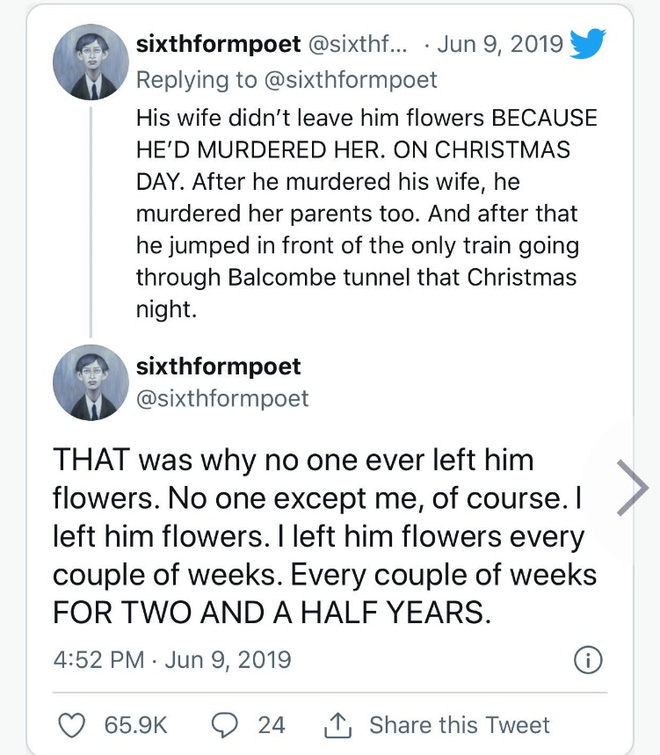 sixthformpoet @sixthf... · Jun 9, 2019
Replying to @sixthformpoet
His wife didn’t leave him flowers BECAUSE
HE’D MURDERED HER. ON CHRISTMAS
DAY. After he murdered his wife, he
murdered her parents too. And after that
he jumped in front of the only train going
through Balcombe tunnel that Christmas
night.
sixthformpoet
@sixthformpoet
THAT was why no one ever left him
flowers. No one except me, of course. I
left him flowers. I left him flowers every
couple of weeks. Every couple of weeks
FOR TWO AND A HALF YEARS.
4:52 PM · Jun 9, 2019
65.9K 24 Share this Tweet